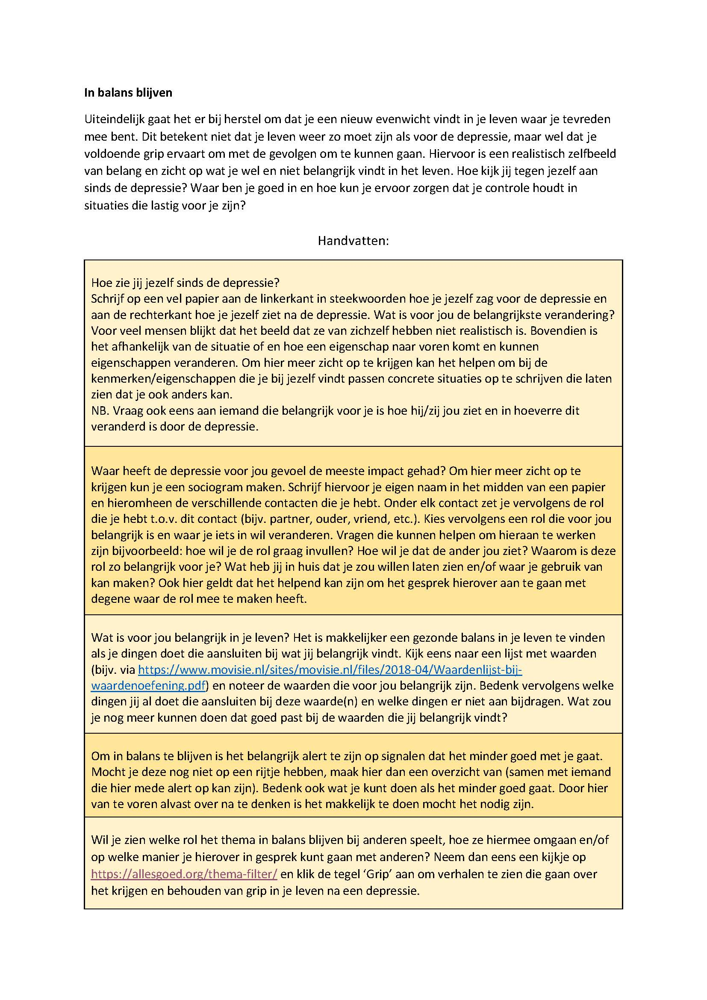 In balans blijven
Uiteindelijk gaat het er bij herstel om dat je een nieuw evenwicht vindt in je leven waar je tevreden
mee bent. Dit betekent niet dat je leven weer zo moet zijn als voor de depressie, maar wel dat je
voldoende grip ervaart om met de gevolgen om te kunnen gaan. Hiervoor is een realistisch zelfbeeld
van belang en zicht op wat je wel en niet belangrijk vindt in het leven. Hoe kijk jij tegen jezelf aan
sinds de depressie? Waar ben je goed in en hoe kun je ervoor zorgen dat je controle houdt in
situaties die lastig voor je zijn?
Handvatten:
Hoe zie jij jezelf sinds de depressie?
Schrijf op een vel papier aan de linkerkant in steekwoorden hoe je jezelf zag voor de depressie en
aan de rechterkant hoe je jezelf ziet na de depressie. Wat is voor jou de belangrijkste verandering?
Voor veel mensen blijkt dat het beeld dat ze van zichzelf hebben niet realistisch is. Bovendien is
het afhankelijk van de situatie of en hoe een eigenschap naar voren komt en kunnen
eigenschappen veranderen. Om hier meer zicht op te krijgen kan het helpen om bij de
kenmerken/eigenschappen die je bij jezelf vindt passen concrete situaties op te schrijven die laten
zien dat je ook anders kan.
NB. Vraag ook eens aan iemand die belangrijk voor je is hoe hij/zij jou ziet en in hoeverre dit
veranderd is door de depressie.
Waar heeft de depressie voor jou gevoel de meeste impact gehad? Om hier meer zicht op te
krijgen kun je een sociogram maken. Schrijf hiervoor je eigen naam in het midden van een papier
en hieromheen de verschillende contacten die je hebt. Onder elk contact zet je vervolgens de rol
die je hebt t.o.v. dit contact (bijv. partner, ouder, vriend, etc.). Kies vervolgens een rol die voor jou
belangrijk is en waar je iets in wil veranderen. Vragen die kunnen helpen om hieraan te werken
zijn bijvoorbeeld: hoe wil je de rol graag invullen? Hoe wil je dat de ander jou ziet? Waarom is deze
rol zo belangrijk voor je? Wat heb jij in huis dat je zou willen laten zien en/of waar je gebruik van
kan maken? Ook hier geldt dat het helpend kan zijn om het gesprek hierover aan te gaan met
degene waar de rol mee te maken heeft.
Wat is voor jou belangrijk in je leven? Het is makkelijker een gezonde balans in je leven te vinden
als je dingen doet die aansluiten bij wat jij belangrijk vindt. Kijk eens naar een lijst met waarden
(bijv. via https://www.movisie.nl/sites/movisie.nl/files/2018-04/Waardenlijst-bij-
waardenoefening.pdf) en noteer de waarden die voor jou belangrijk zijn. Bedenk vervolgens welke
dingen jij al doet die aansluiten bij deze waarde(n) en welke dingen er niet aan bijdragen. Wat zou
je nog meer kunnen doen dat goed past bij de waarden die jij belangrijk vindt?
Om in balans te blijven is het belangrijk alert te zijn op signalen dat het minder goed met je gaat.
Mocht je deze nog niet op een rijtje hebben, maak hier dan een overzicht van (samen met iemand
die hier mede alert op kan zijn). Bedenk ook wat je kunt doen als het minder goed gaat. Door hier
van te voren alvast over na te denken is het makkelijk te doen mocht het nodig zijn.
Wil je zien welke rol het thema in balans blijven bij anderen speelt, hoe ze hiermee omgaan en/of
op welke manier je hierover in gesprek kunt gaan met anderen? Neem dan eens een kijkje op
https://allesgoed.org/thema-filter/ en klik de tegel ‘Grip’ aan om verhalen te zien die gaan over
het krijgen en behouden van grip in je leven na een depressie.